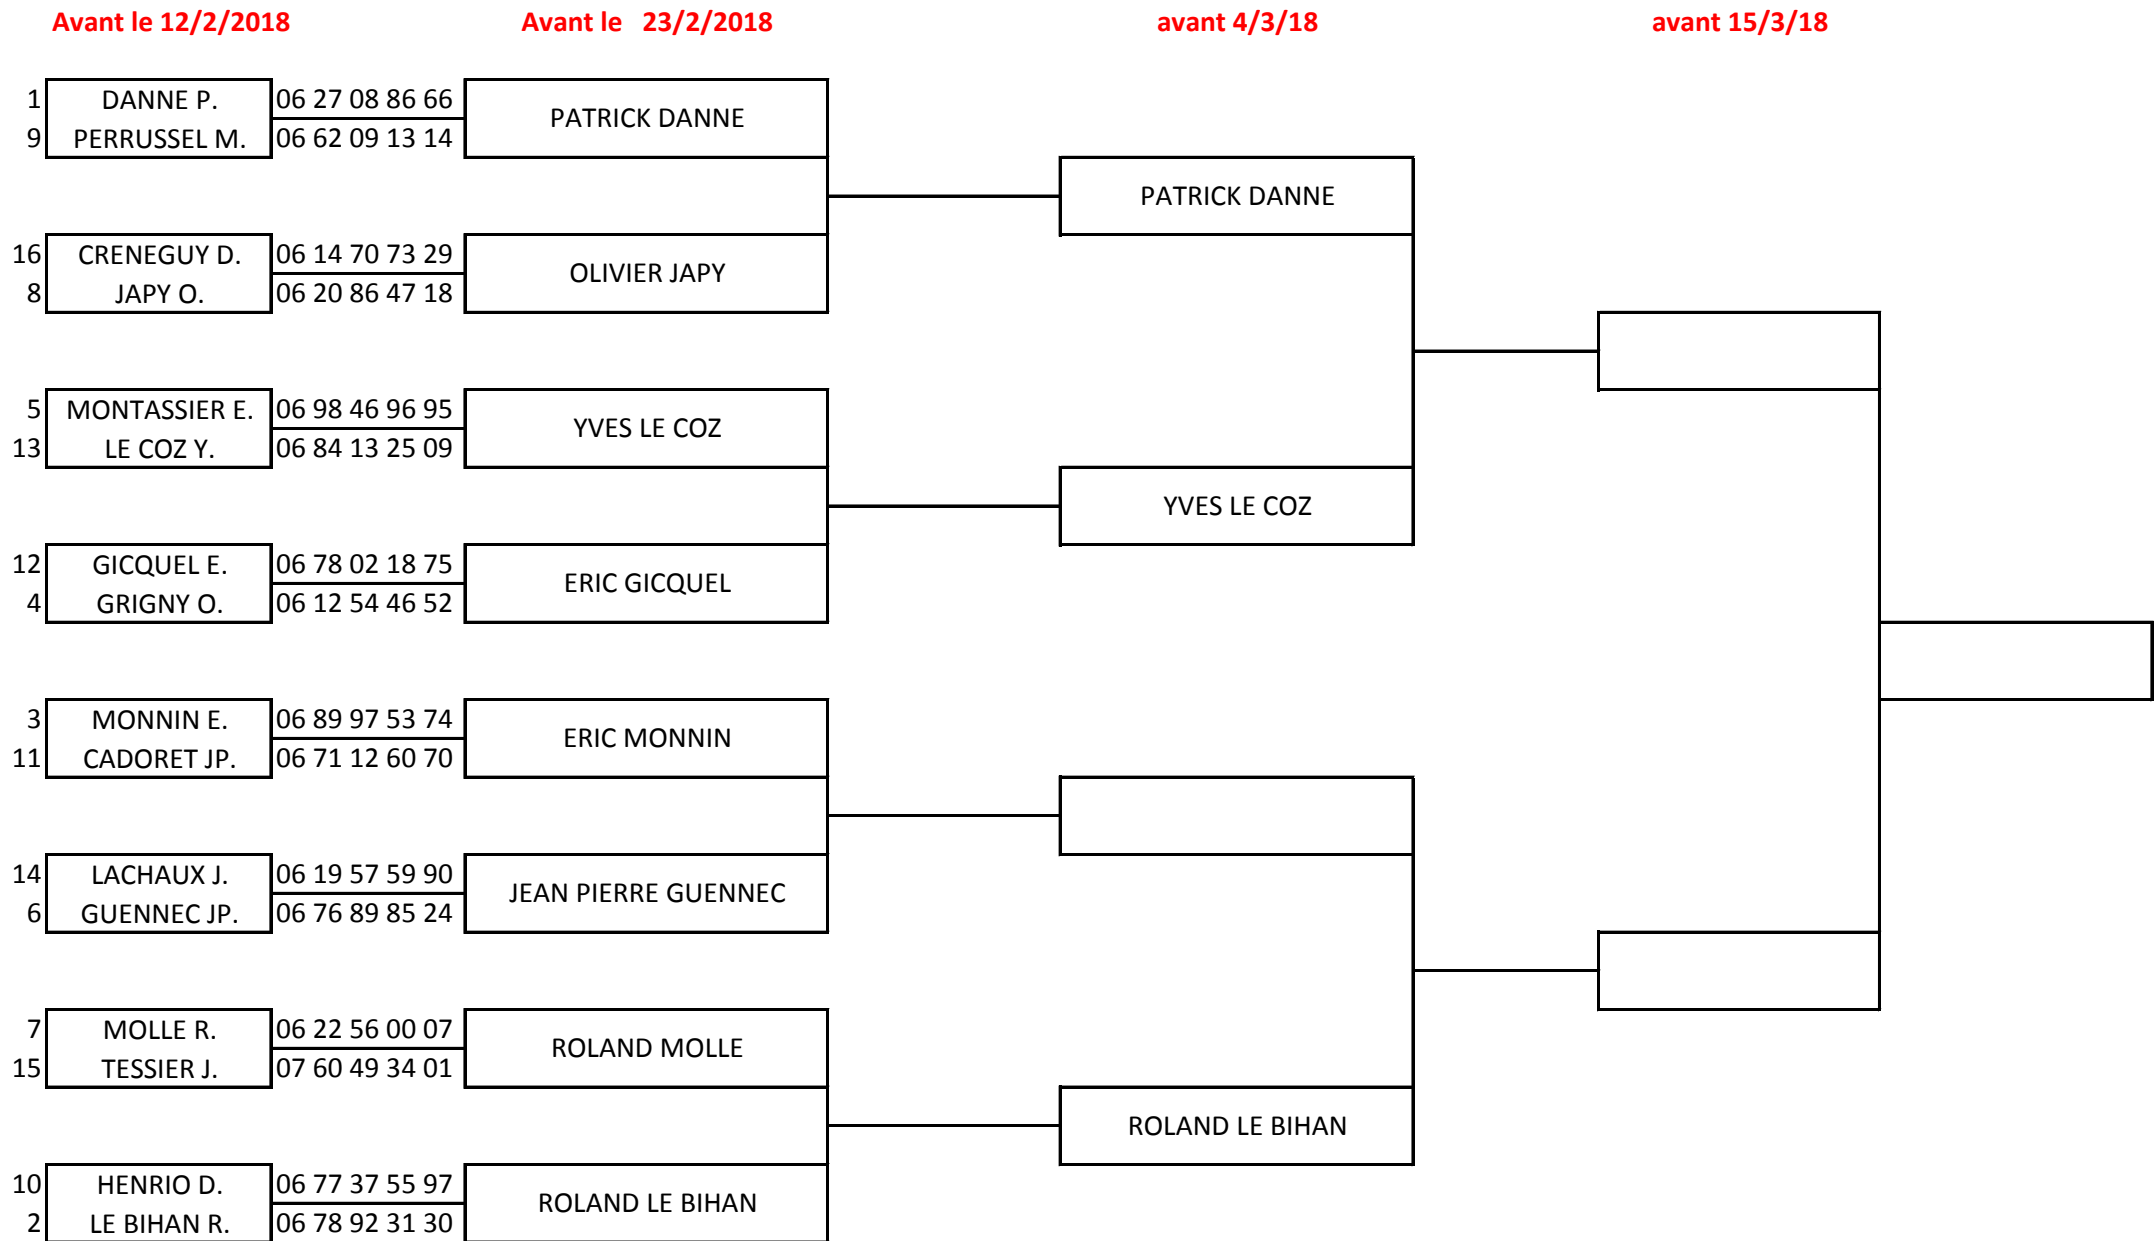 Avant le 12/2/2018 Avant le 23/2/2018 avant 4/3/18 avant 15/3/18
1 DANNE P. 06 27 08 86 66
PATRICK DANNE
9 PERRUSSEL M. 06 62 09 13 14
PATRICK DANNE
16 CRENEGUY D. 06 14 70 73 29
OLIVIER JAPY
8 JAPY O. 06 20 86 47 18
5 MONTASSIER E. 06 98 46 96 95
YVES LE COZ
13 LE COZ Y. 06 84 13 25 09
YVES LE COZ
12 GICQUEL E. 06 78 02 18 75
ERIC GICQUEL
4 GRIGNY O. 06 12 54 46 52
3 MONNIN E. 06 89 97 53 74
ERIC MONNIN
11 CADORET JP. 06 71 12 60 70
14 LACHAUX J. 06 19 57 59 90
JEAN PIERRE GUENNEC
6 GUENNEC JP. 06 76 89 85 24
7 MOLLE R. 06 22 56 00 07
ROLAND MOLLE
15 TESSIER J. 07 60 49 34 01
ROLAND LE BIHAN
10 HENRIO D. 06 77 37 55 97
ROLAND LE BIHAN
2 LE BIHAN R. 06 78 92 31 30